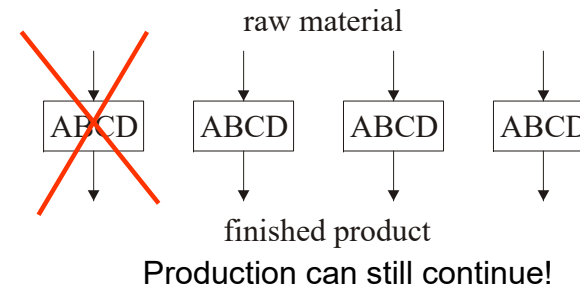 raw material
ABCD ABCD ABCD ABCD
finished product
Production can still continue!